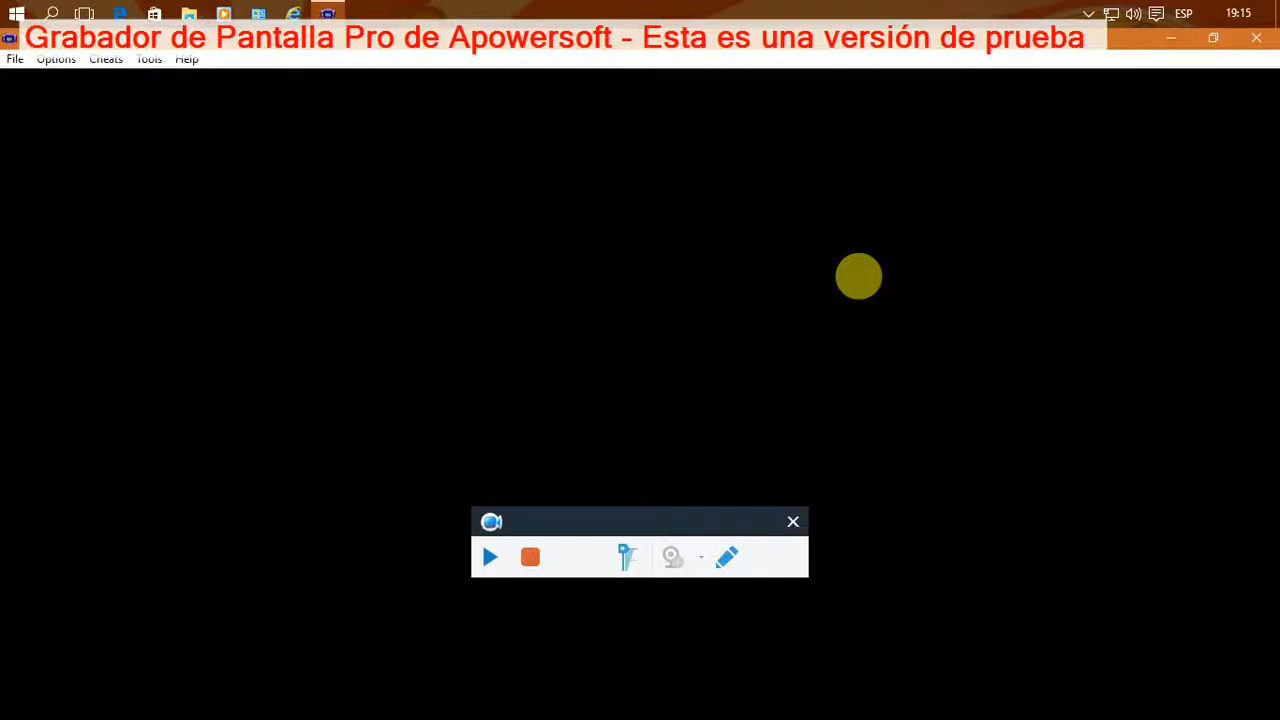 ESP 19:15
Grabador de Pantalla Pro de Apowersoft - Esta es una versión de prueba
File Options Cheats Tools Help